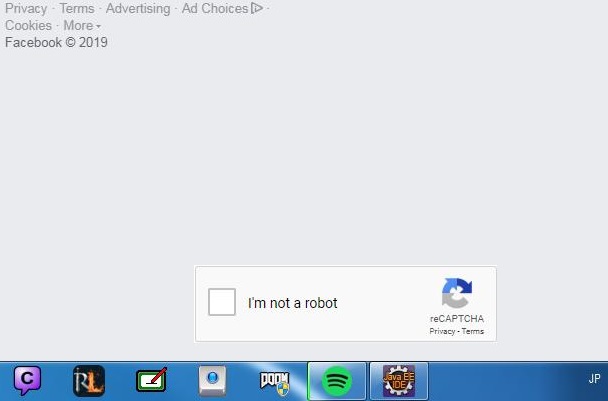 Privacy · Terms · Advertising · Ad Choices ·
Cookies · More
Facebook © 2019
I'm not a robot
reCAPTCHA
Privacy - Terms
C
RL
DOOM
Java EE
IDE
JP